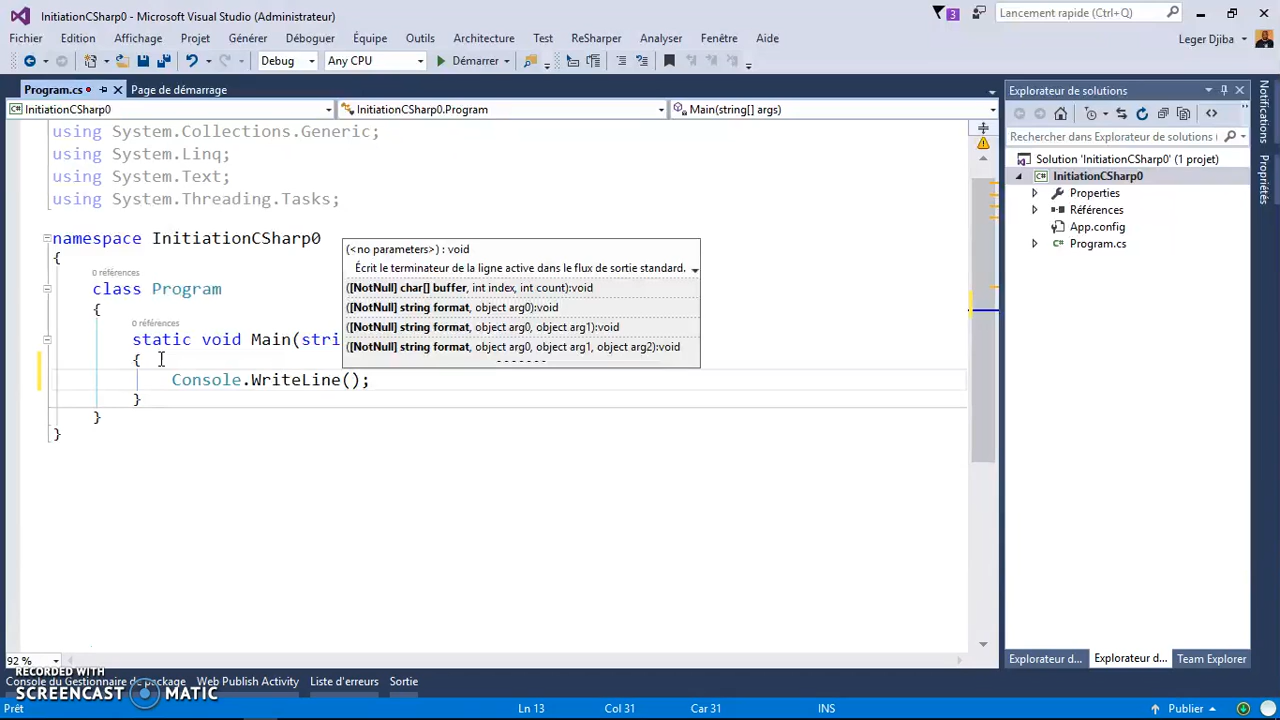 InitiationCSharp0 - Microsoft Visual Studio (Administrateur)
3
Lancement rapide (Ctrl+Q)
Fichier Edition Affichage Projet Générer Déboguer Équipe Outils Architecture Test ReSharper Analyser Fenêtre Aide
Leger Djiba
Debug Any CPU Démarrer
Program.cs Page de démarrage
InitiationCSharp0 InitiationCSharp0.Program Main(string[] args)
using System.Collections.Generic;
using System.Linq;
using System.Text;
using System.Threading.Tasks;
namespace InitiationCSharp0
{
0 références
class Program
{
0 références
static void Main(stri
{
Console.WriteLine();
}
}
}
(<no parameters>) : void
Écrit le terminateur de la ligne active dans le flux de sortie standard.
([NotNull] char[] buffer, int index, int count):void
([NotNull] string format, object arg0):void
([NotNull] string format, object arg0, object arg1):void
([NotNull] string format, object arg0, object arg1, object arg2):void
Explorateur de solutions
Rechercher dans Explorateur de solutions (
Solution 'InitiationCSharp0' (1 projet)
C# InitiationCSharp0
Properties
Références
App.config
C# Program.cs
Notifications
Propriétés
92 %
Explorateur d... Explorateur d... Team Explorer
Console du Gestionnaire de package Web Publish Activity Liste d'erreurs Sortie
RECORDED WITH
SCREENCAST MATIC
Prêt Ln 13 Col 31 Car 31 INS Publier